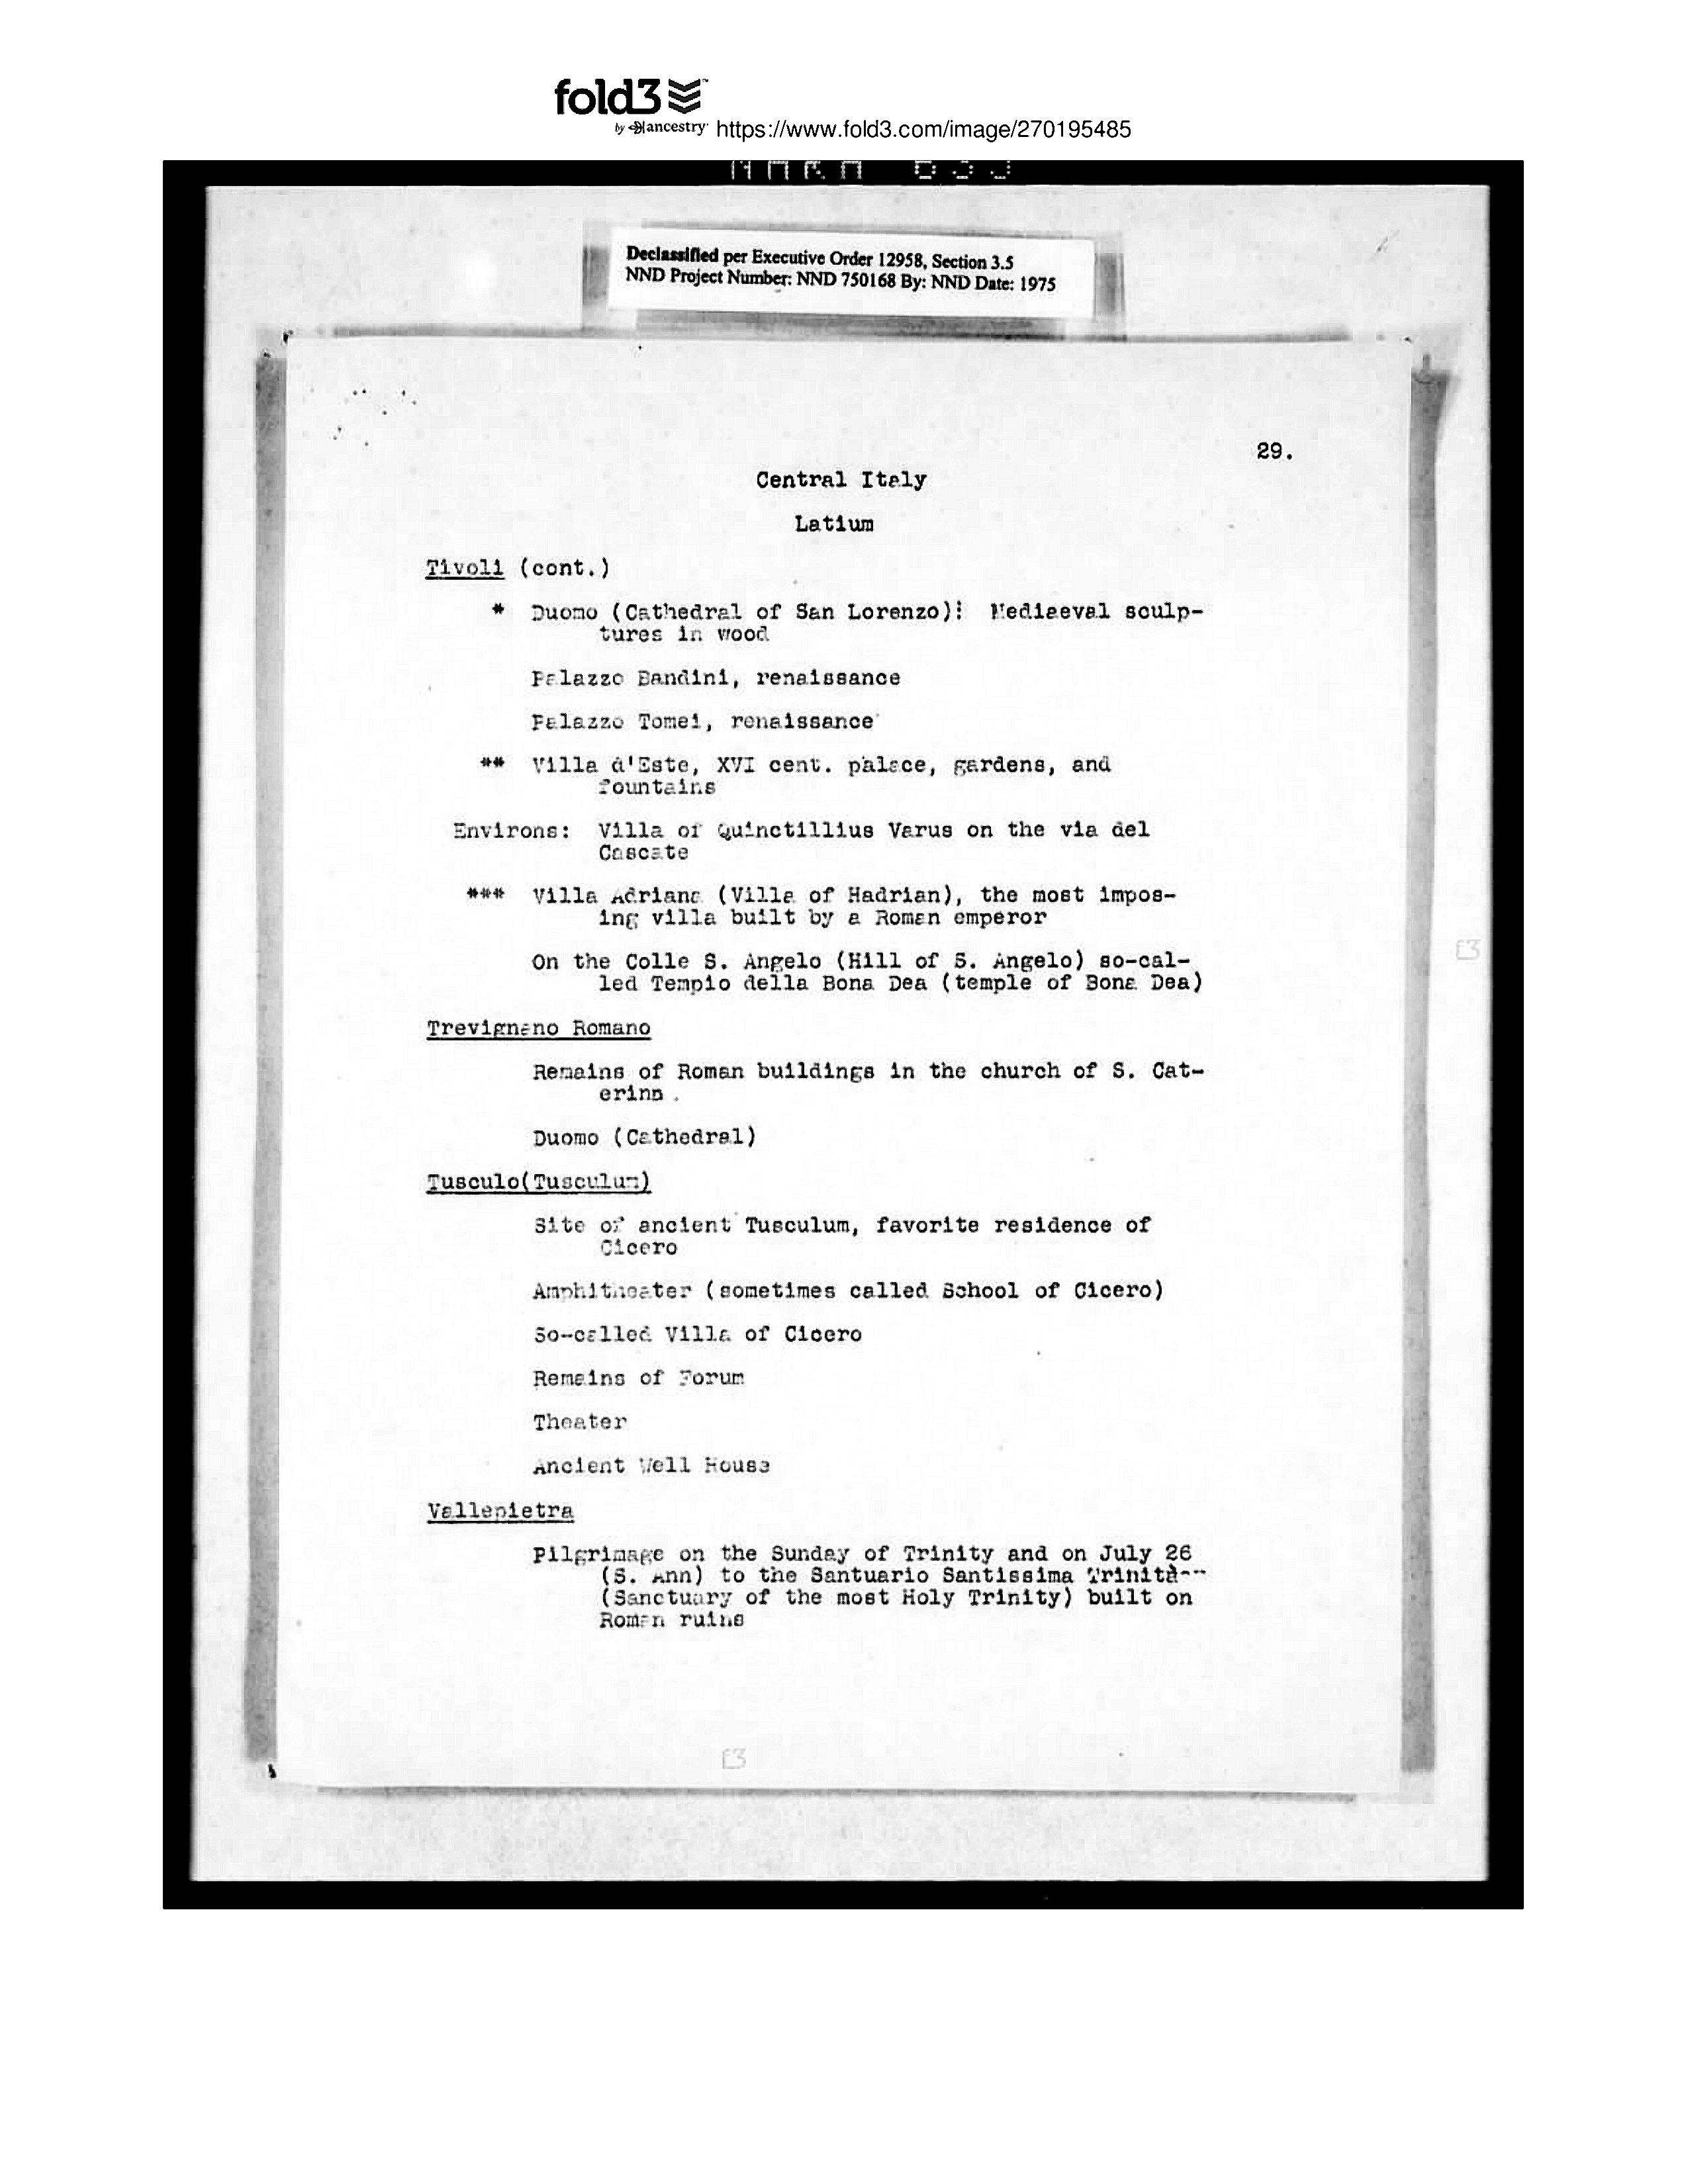 fold3
by ancestry
https://www.fold3.com/image/270195485
Declassified per Executive Order 12958, Section 3.5
NND Project Number: NND 750168 By: NND Date: 1975
29.
Central Italy
Latium
Tivoli (cont.)
* Duomo (Cathedral of San Lorenzo): Mediaeval sculp-
tures in wood
Palazzo Bandini, renaissance
Palazzo Tomei, renaissance
** Villa d'Este, XVI cent. palace, gardens, and
fountains
Environs: Villa of Quinctillius Varus on the via del
Cascate
*** Villa Adriana (Villa of Hadrian), the most impos-
ing villa built by a Roman emperor
On the Colle S. Angelo (Hill of S. Angelo) so-cal-
led Tempio della Bona Dea (temple of Bona Dea)
Trevignano Romano
Remains of Roman buildings in the church of S. Cat-
erina.
Duomo (Cathedral)
Tusculo(Tusculum)
Site of ancient Tusculum, favorite residence of
Cicero
Amphitheater (sometimes called School of Cicero)
So-called Villa of Cicero
Remains of Forum
Theater
Ancient Well House
Vallepietra
Pilgrimage on the Sunday of Trinity and on July 26
(S. Ann) to the Santuario Santissima Trinità--
(Sanctuary of the most Holy Trinity) built on
Roman ruins